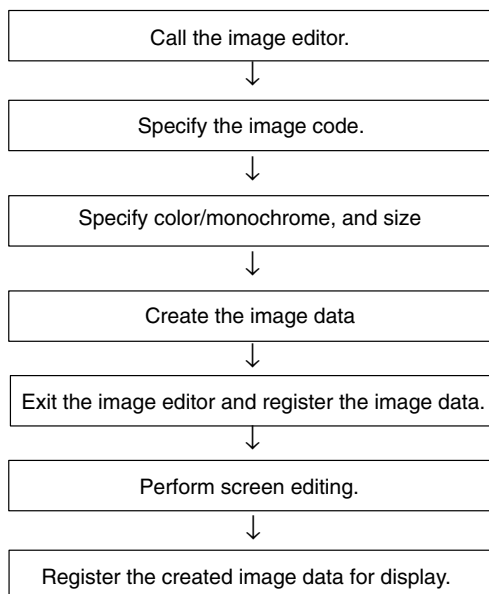 Call the image editor.
Specify the image code.
Specify color/monochrome, and size
Create the image data
Exit the image editor and register the image data.
Perform screen editing.
Register the created image data for display.